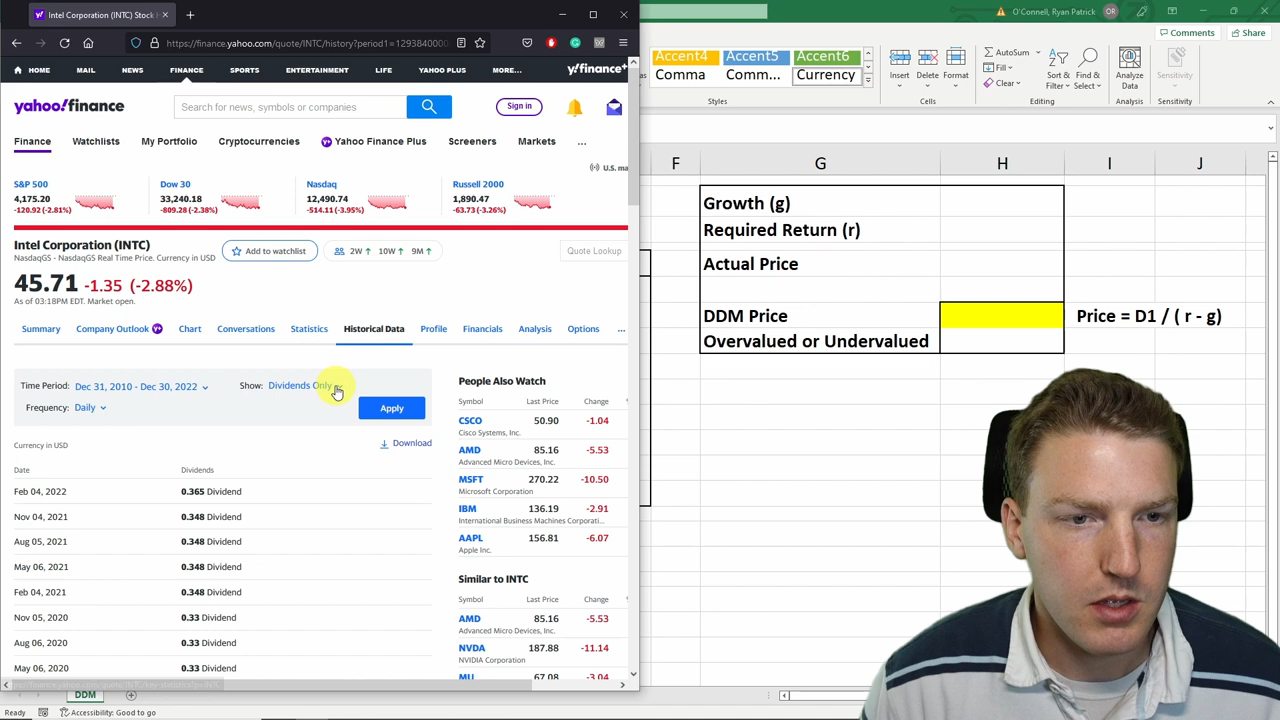 Intel Corporation (INTC) Stock H
https://finance.yahoo.com/quote/INTC/history?period1=1293840000
HOME MAIL NEWS FINANCE SPORTS ENTERTAINMENT LIFE YAHOO PLUS MORE... y!finance+
yahoo!finance
Search for news, symbols or companies
Sign in
Finance Watchlists My Portfolio Cryptocurrencies Yahoo Finance Plus Screeners Markets ...
U.S. ma
S&P 500 Dow 30 Nasdaq Russell 2000
4,175.20 33,240.18 12,490.74 1,890.47
-120.92 (-2.81%) -809.28 (-2.38%) -514.11 (-3.95%) -63.73 (-3.26%)
Intel Corporation (INTC)
NasdaqGS - NasdaqGS Real Time Price. Currency in USD
Add to watchlist
2W ↑ 10W ↑ 9M ↑
Quote Lookup
45.71 -1.35 (-2.88%)
As of 03:18PM EDT. Market open.
Summary Company Outlook Chart Conversations Statistics Historical Data Profile Financials Analysis Options ...
Time Period: Dec 31, 2010 - Dec 30, 2022
Show: Dividends Only
Frequency: Daily
Apply
Currency in USD
Download
Date Dividends
Feb 04, 2022 0.365 Dividend
Nov 04, 2021 0.348 Dividend
Aug 05, 2021 0.348 Dividend
May 06, 2021 0.348 Dividend
Feb 04, 2021 0.348 Dividend
Nov 05, 2020 0.33 Dividend
Aug 06, 2020 0.33 Dividend
May 06, 2020 0.33 Dividend
People Also Watch
Symbol Last Price Change
CSCO 50.90 -1.04
Cisco Systems, Inc.
AMD 85.16 -5.53
Advanced Micro Devices, Inc.
MSFT 270.22 -10.50
Microsoft Corporation
IBM 136.19 -2.91
International Business Machines Corporati...
AAPL 156.81 -6.07
Apple Inc.
Similar to INTC
Symbol Last Price Change
AMD 85.16 -5.53
Advanced Micro Devices, Inc.
NVDA 187.88 -11.14
NVIDIA Corporation
MU 67.08 -3.04
O'Connell, Ryan Patrick OR
Comments Share
Accent4 Accent5 Accent6
Comma Comm... Currency
Styles
Insert Delete Format
Cells
AutoSum
Fill
Clear
Sort & Filter
Find & Select
Editing
Analyze Data
Analysis
Sensitivity
Sensitivity
F G H I J
Growth (g)
Required Return (r)
Actual Price
DDM Price
Price = D1 / ( r - g)
Overvalued or Undervalued
DDM
Ready
Accessibility: Good to go